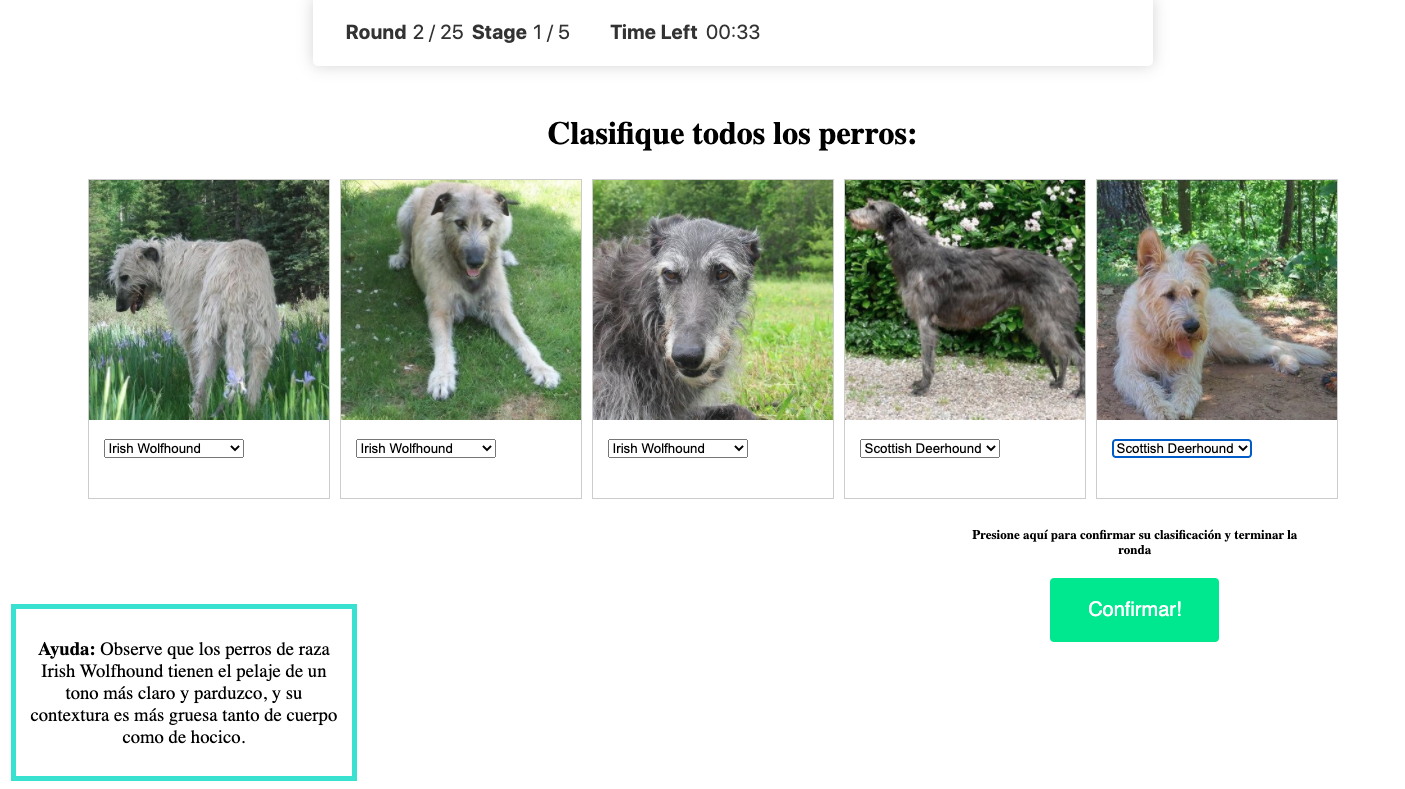 Round 2 / 25 Stage 1 / 5 Time Left 00:33
Clasifique todos los perros:
Irish Wolfhound
Irish Wolfhound
Irish Wolfhound
Scottish Deerhound
Scottish Deerhound
Presione aquí para confirmar su clasificación y terminar la
ronda
Confirmar!
Ayuda: Observe que los perros de raza
Irish Wolfhound tienen el pelaje de un
tono más claro y parduzco, y su
contextura es más gruesa tanto de cuerpo
como de hocico.